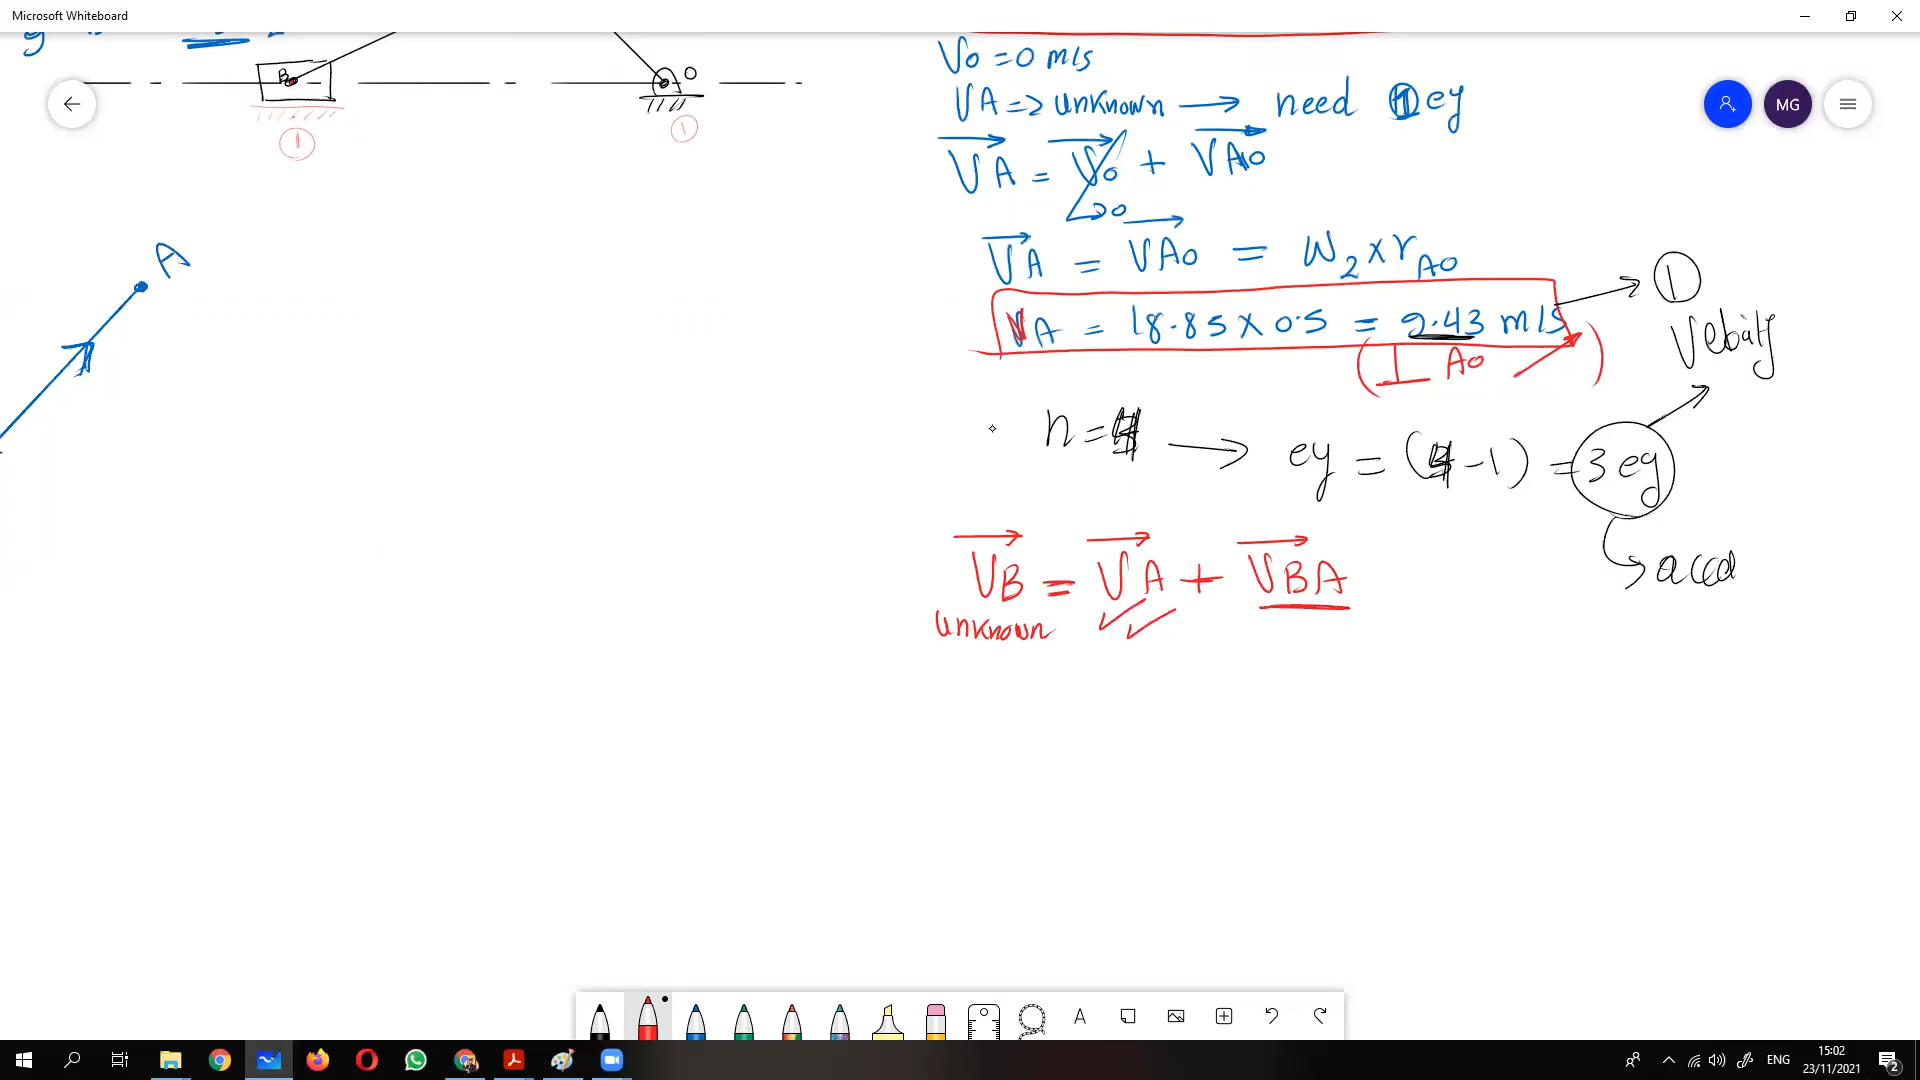 Microsoft Whiteboard
B
O
1
1
Vo = 0 m/s
VA => unknown → need 1 eq
MG
VA = Vo + VAO
→ 0
A
VA = VAO = W2 x rAO
1
VA = 18.85 x 0.5 = 9.43 m/s
(⊥ AO)
n = 4 → eq = (4 - 1) = 3 eq
VB = VA + VBA
unknown ✓ ✓
A
ENG
15:02
23/11/2021
2